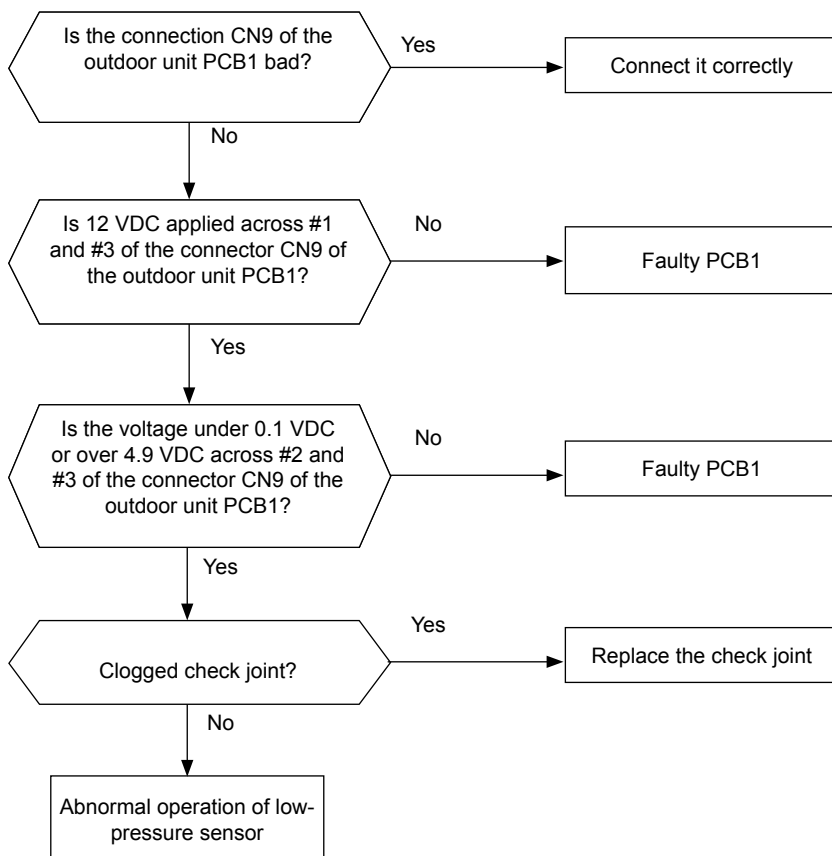 Is the connection CN9 of the
outdoor unit PCB1 bad?
Yes
Connect it correctly
No
Is 12 VDC applied across #1
and #3 of the connector CN9 of
the outdoor unit PCB1?
No
Faulty PCB1
Yes
Is the voltage under 0.1 VDC
or over 4.9 VDC across #2 and
#3 of the connector CN9 of the
outdoor unit PCB1?
No
Faulty PCB1
Yes
Clogged check joint?
Yes
Replace the check joint
No
Abnormal operation of low-
pressure sensor